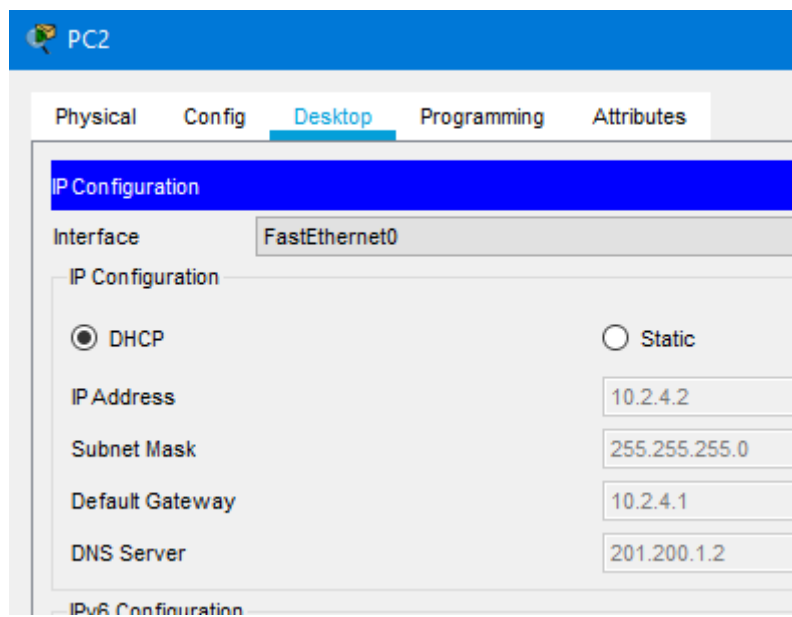 PC2
Physical Config Desktop Programming Attributes
IP Configuration
Interface FastEthernet0
IP Configuration
DHCP Static
IP Address 10.2.4.2
Subnet Mask 255.255.255.0
Default Gateway 10.2.4.1
DNS Server 201.200.1.2
IPv6 Configuration